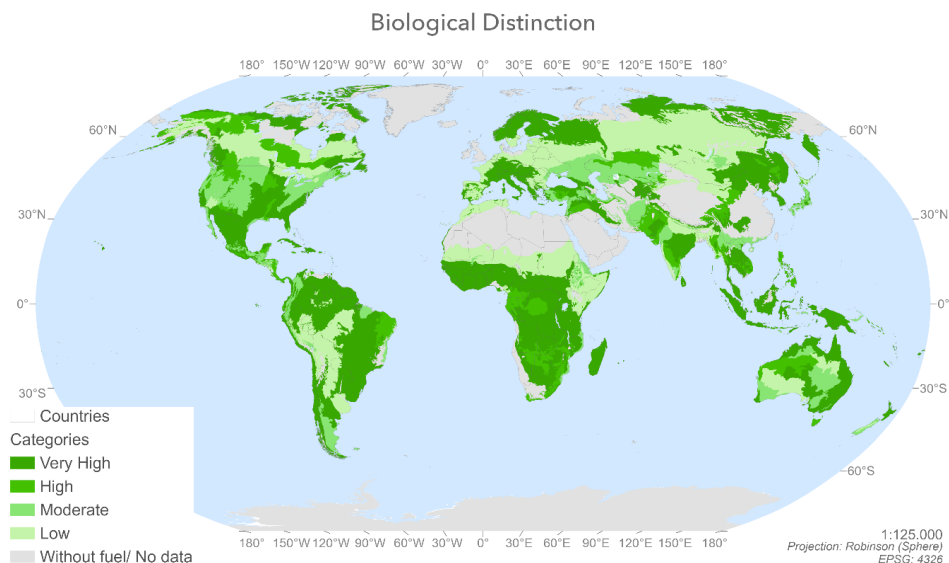 Biological Distinction
180° 150°W 120°W 90°W 60°W 30°W 0° 30°E 60°E 90°E 120°E 150°E 180°
60°N 60°N
30°N 30°N
0° 0°
30°S 30°S
Countries
Categories
Very High
High
60°S
Moderate
Low
1:125.000
180° 150°W 120°W 90°W 60°W 30°W 0° 30°E 60°E 90°E 120°E 150°E 180°
Projection: Robinson (Sphere)
Without fuel/ No data
EPSG: 4326